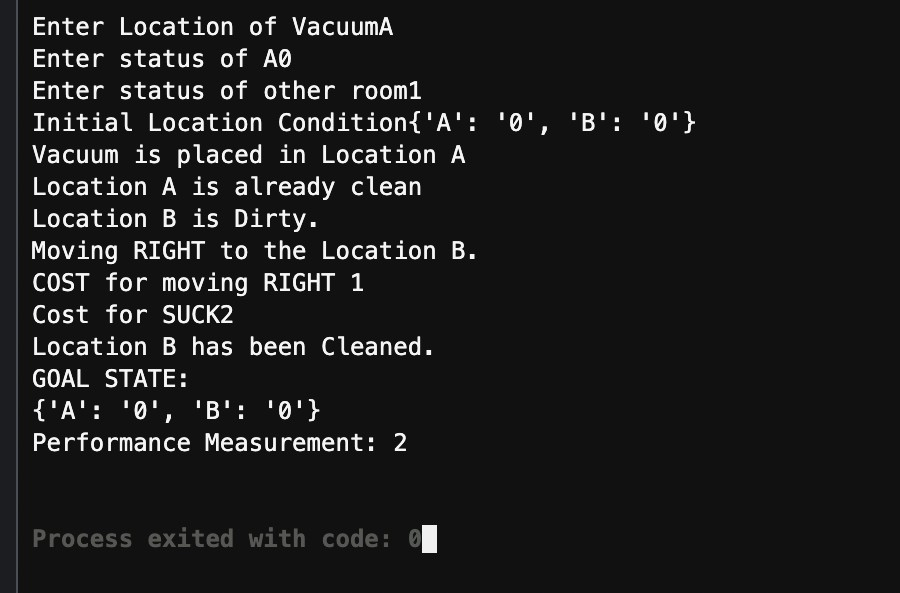 Enter Location of VacuumA
Enter status of A0
Enter status of other room1
Initial Location Condition{'A': '0', 'B': '0'}
Vacuum is placed in Location A
Location A is already clean
Location B is Dirty.
Moving RIGHT to the Location B.
COST for moving RIGHT 1
Cost for SUCK2
Location B has been Cleaned.
GOAL STATE:
{'A': '0', 'B': '0'}
Performance Measurement: 2
Process exited with code: 0